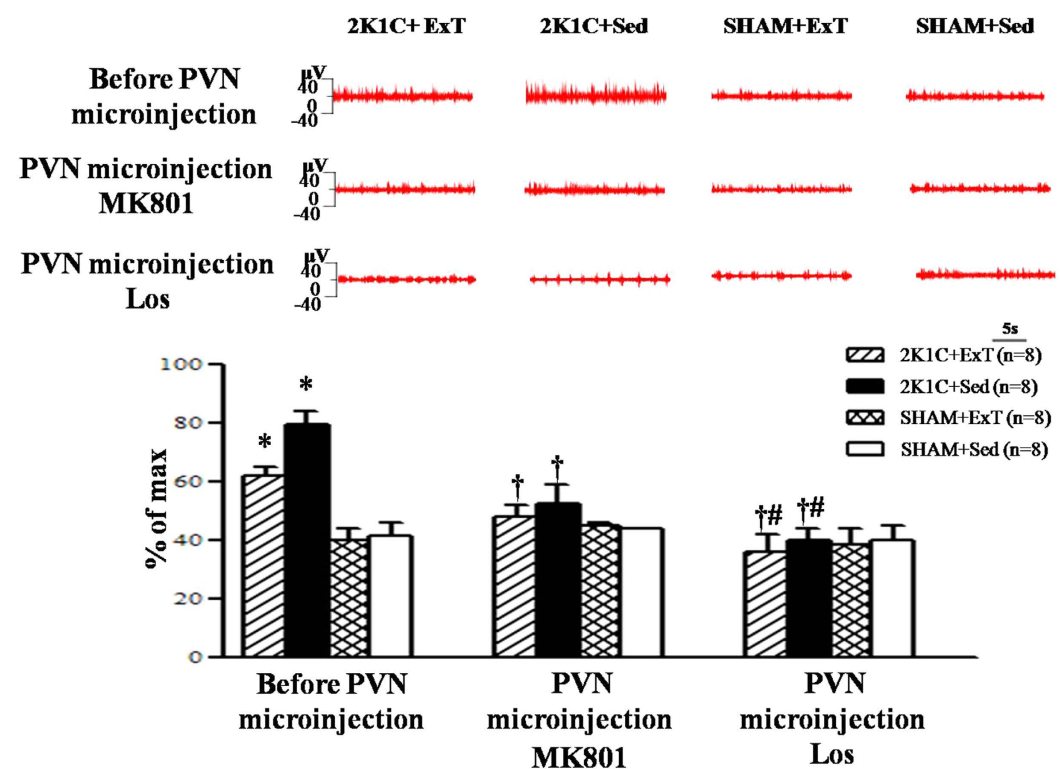 2K1C+ ExT 2K1C+Sed SHAM+ExT SHAM+Sed
Before PVN
microinjection
μV
40
0
-40
PVN microinjection
MK801
μV
40
0
-40
PVN microinjection
Los
μV
40
0
-40
5s
2K1C+ExT (n=8)
2K1C+Sed (n=8)
SHAM+ExT (n=8)
SHAM+Sed (n=8)
% of max
100
80
60
40
20
0
* *
† †
†# †#
Before PVN
microinjection
PVN
microinjection
MK801
PVN
microinjection
Los